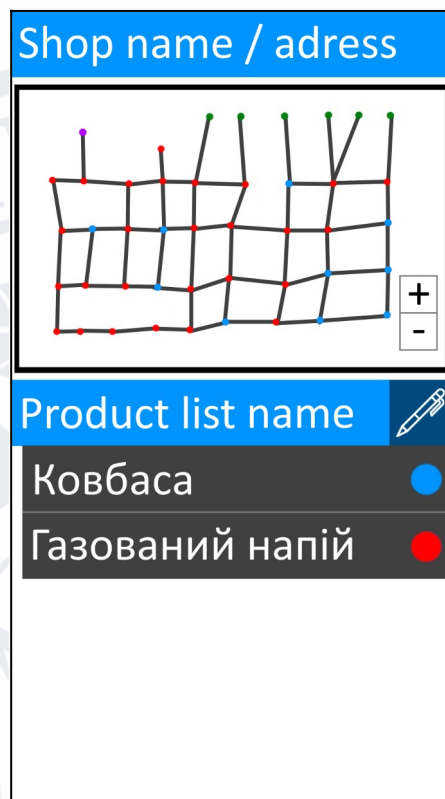 Shop name / adress
+
-
Product list name
Ковбаса
Газований напій